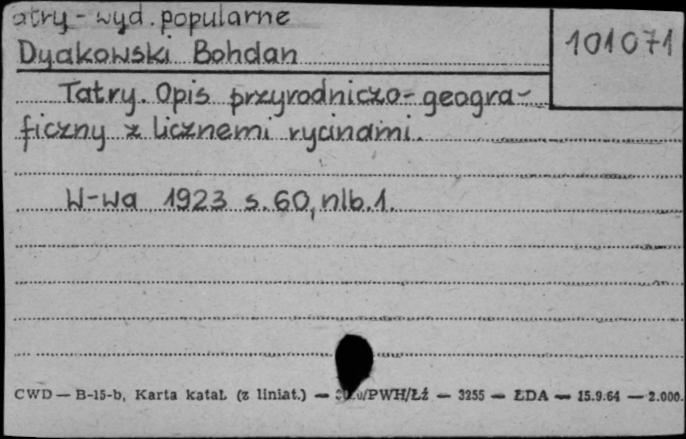 atry - wyd. popularne
Dyakowski Bohdan
101071
Tatry. Opis przyrodniczo-geogra-
ficzny z licznemi rycinami.
W-wa 1923 s. 60, nlb. 1.
CWD — B-15-b, Karta katal. (z liniat.) — /PWH/Łź — 3255 — ŁDA — 15.9.64 — 2.000.